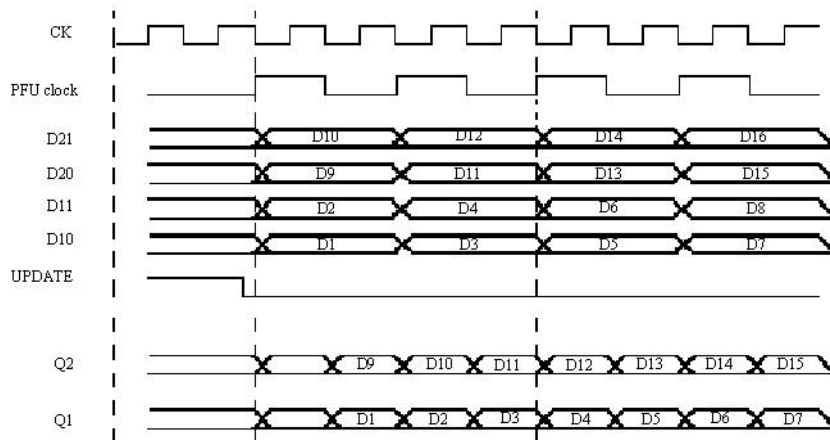 CK
PFU clock
D21 D10 D12 D14 D16
D20 D9 D11 D13 D15
D11 D2 D4 D6 D8
D10 D1 D3 D5 D7
UPDATE
Q2 D9 D10 D11 D12 D13 D14 D15
Q1 D1 D2 D3 D4 D5 D6 D7